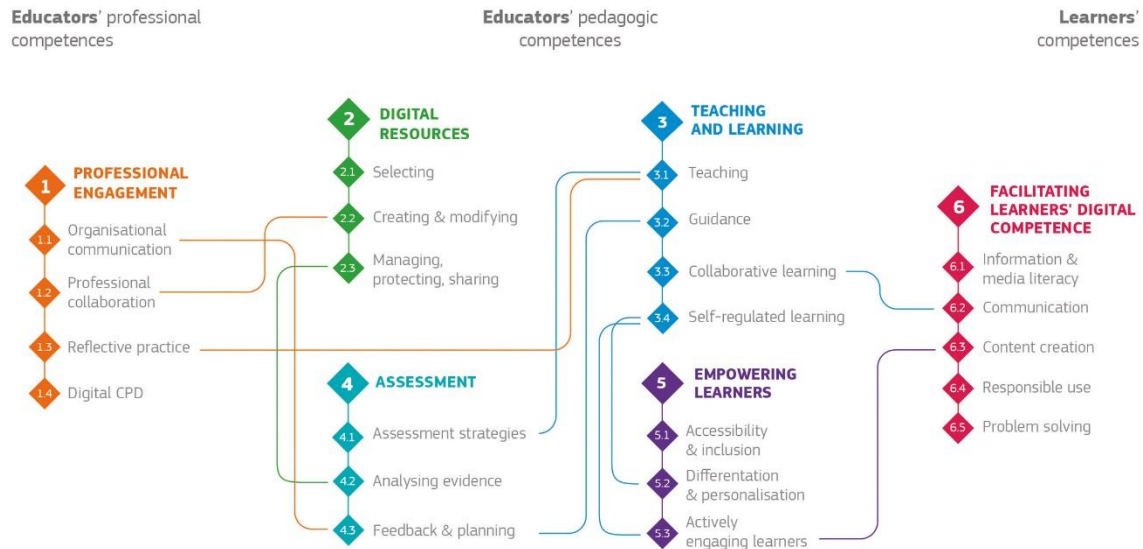 Educators' professional
competences
Educators' pedagogic
competences
Learners'
competences
1
PROFESSIONAL
ENGAGEMENT
1.1
Organisational
communication
1.2
Professional
collaboration
1.3
Reflective practice
1.4
Digital CPD
2
DIGITAL
RESOURCES
2.1
Selecting
2.2
Creating & modifying
2.3
Managing,
protecting, sharing
4
ASSESSMENT
4.1
Assessment strategies
4.2
Analysing evidence
4.3
Feedback & planning
3
TEACHING
AND LEARNING
3.1
Teaching
3.2
Guidance
3.3
Collaborative learning
3.4
Self-regulated learning
5
EMPOWERING
LEARNERS
5.1
Accessibility
& inclusion
5.2
Differentation
& personalisation
5.3
Actively
engaging learners
6
FACILITATING
LEARNERS' DIGITAL
COMPETENCE
6.1
Information &
media literacy
6.2
Communication
6.3
Content creation
6.4
Responsible use
6.5
Problem solving